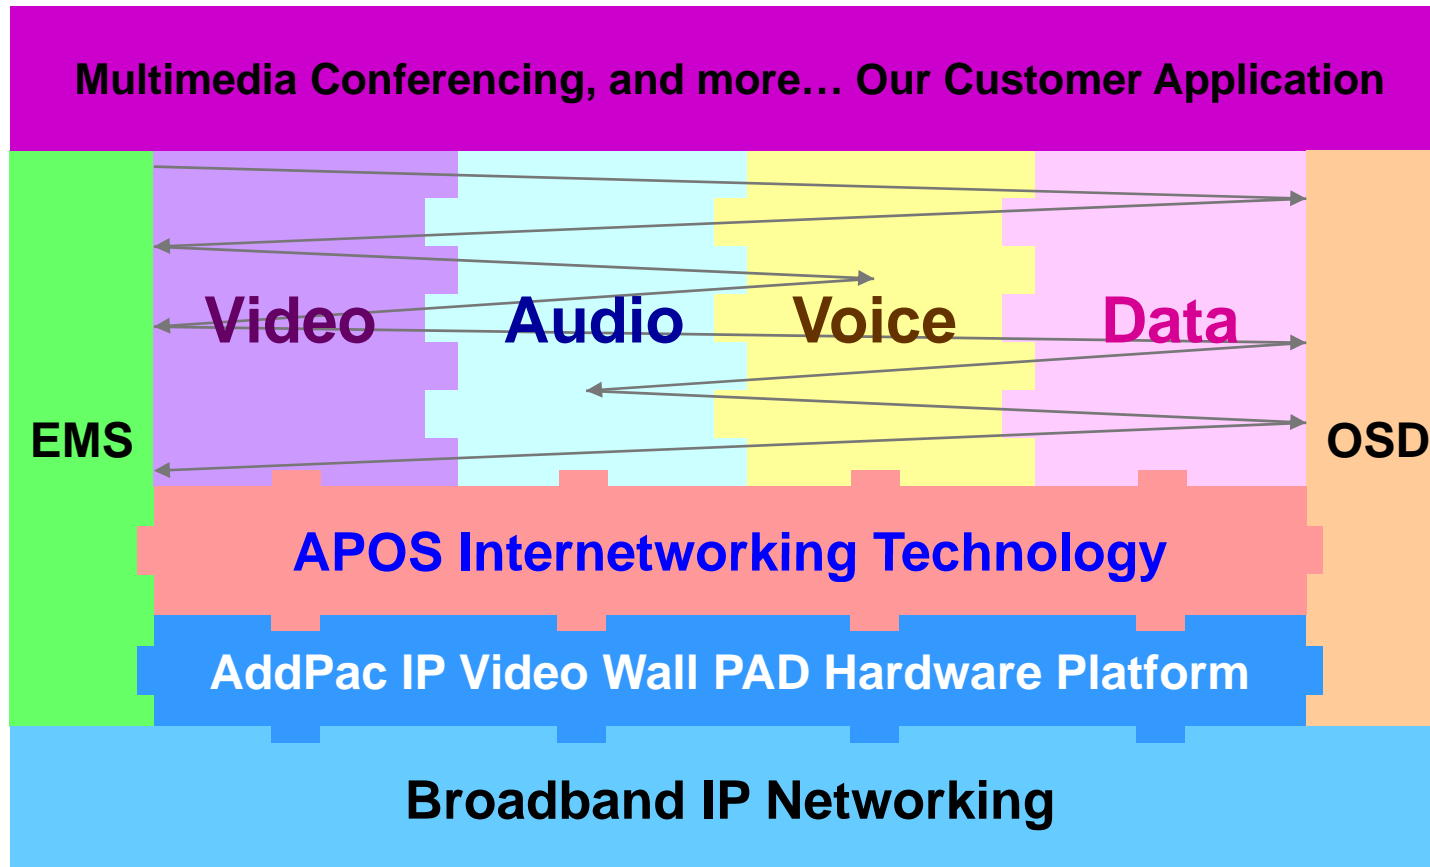 Multimedia Conferencing, and more… Our Customer Application
Video Audio Voice Data
EMS
OSD
APOS Internetworking Technology
AddPac IP Video Wall PAD Hardware Platform
Broadband IP Networking